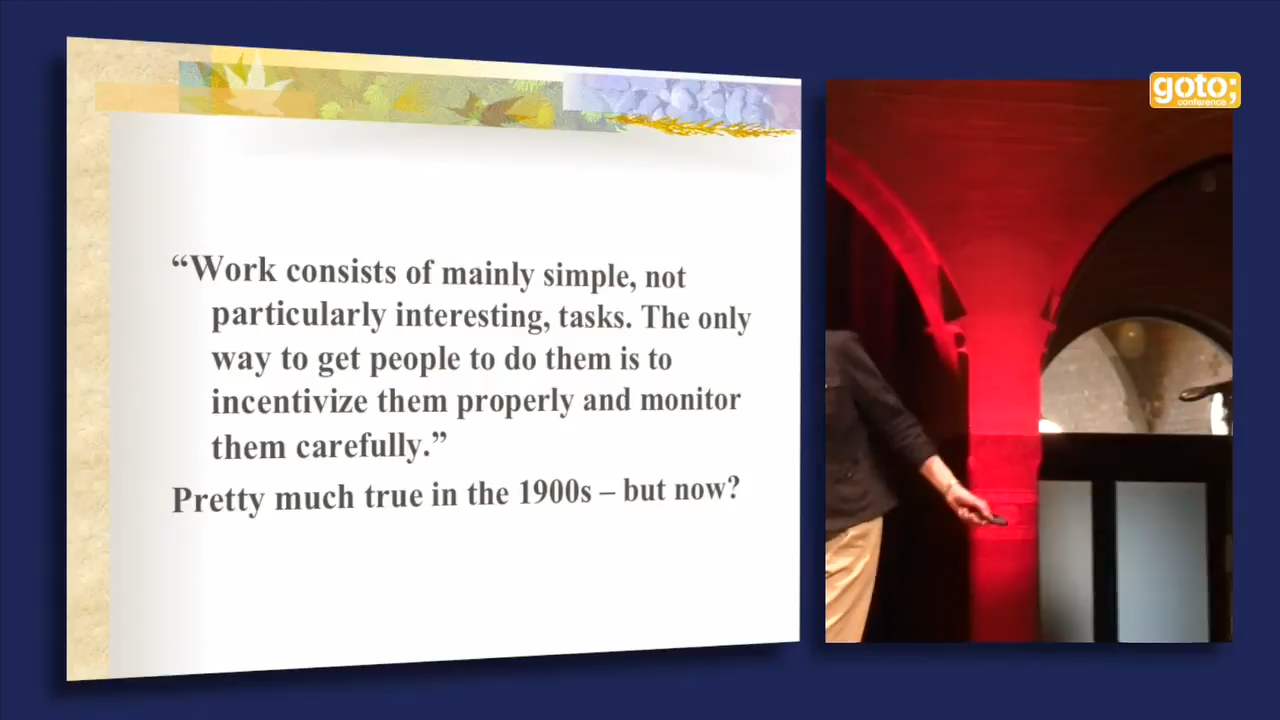 goto;
conference
“Work consists of mainly simple, not
particularly interesting, tasks. The only
way to get people to do them is to
incentivize them properly and monitor
them carefully.”
Pretty much true in the 1900s – but now?